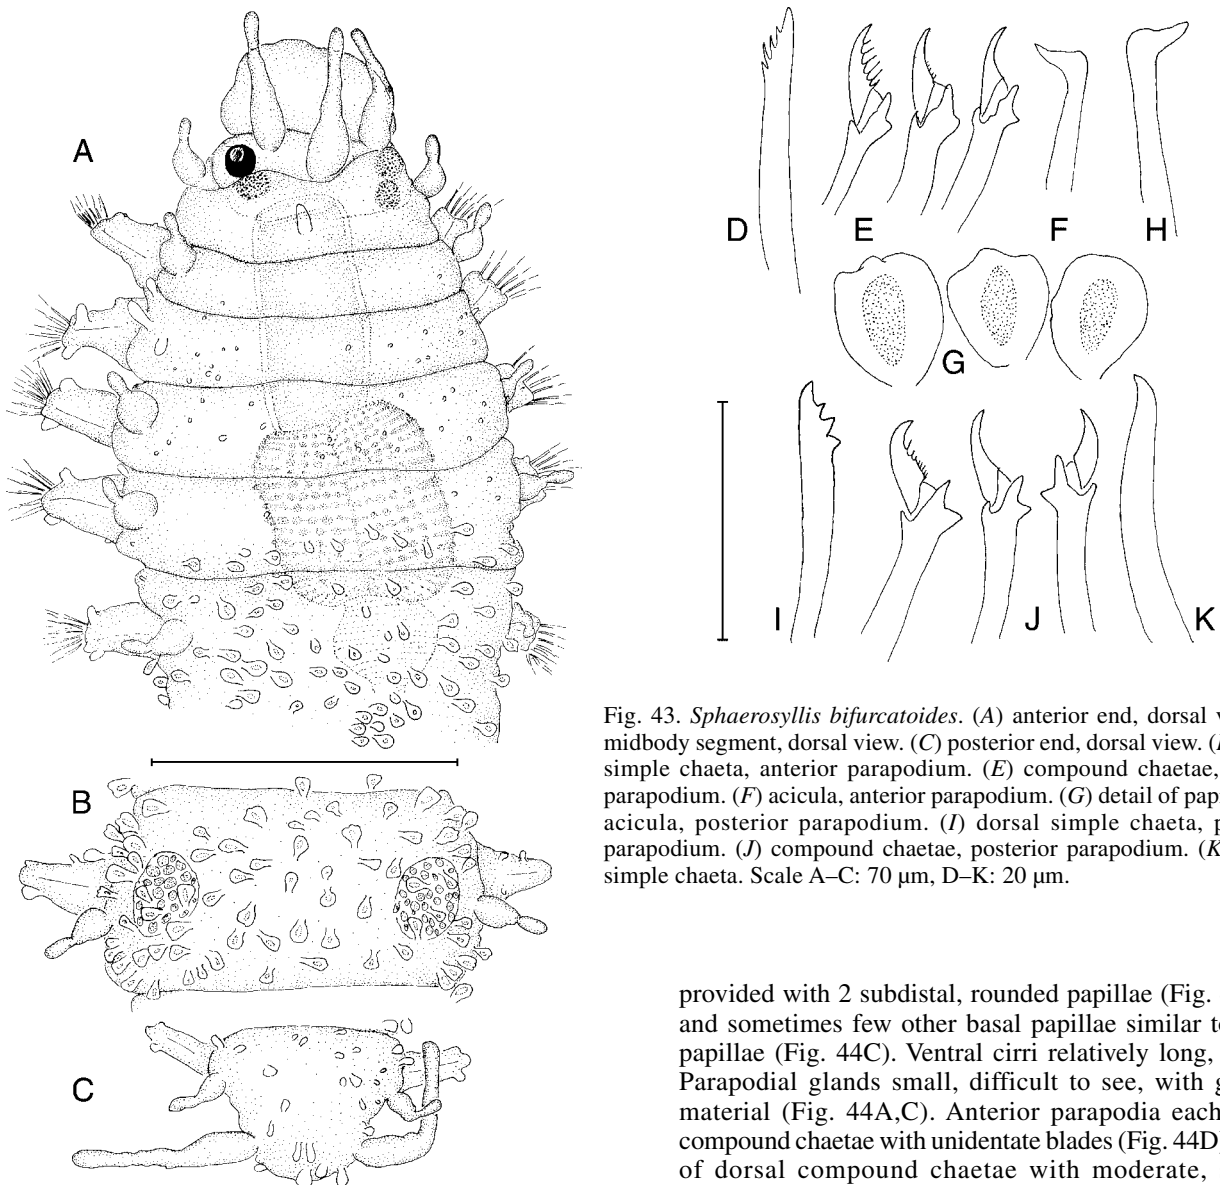 A
B
C
D
E
F
H
G
I
J
K
Fig. 43. Sphaerosyllis bifurcatoides. (A) anterior end, dorsal
midbody segment, dorsal view. (C) posterior end, dorsal view.
simple chaeta, anterior parapodium. (E) compound chaetae,
parapodium. (F) acicula, anterior parapodium. (G) detail of
acicula, posterior parapodium. (I) dorsal simple chaeta,
parapodium. (J) compound chaetae, posterior parapodium. (K
simple chaeta. Scale A–C: 70 µm, D–K: 20 µm.
provided with 2 subdistal, rounded papillae (Fig.
and sometimes few other basal papillae similar
papillae (Fig. 44C). Ventral cirri relatively long,
Parapodial glands small, difficult to see, with
material (Fig. 44A,C). Anterior parapodia each
compound chaetae with unidentate blades (Fig. 44D
of dorsal compound chaetae with moderate,